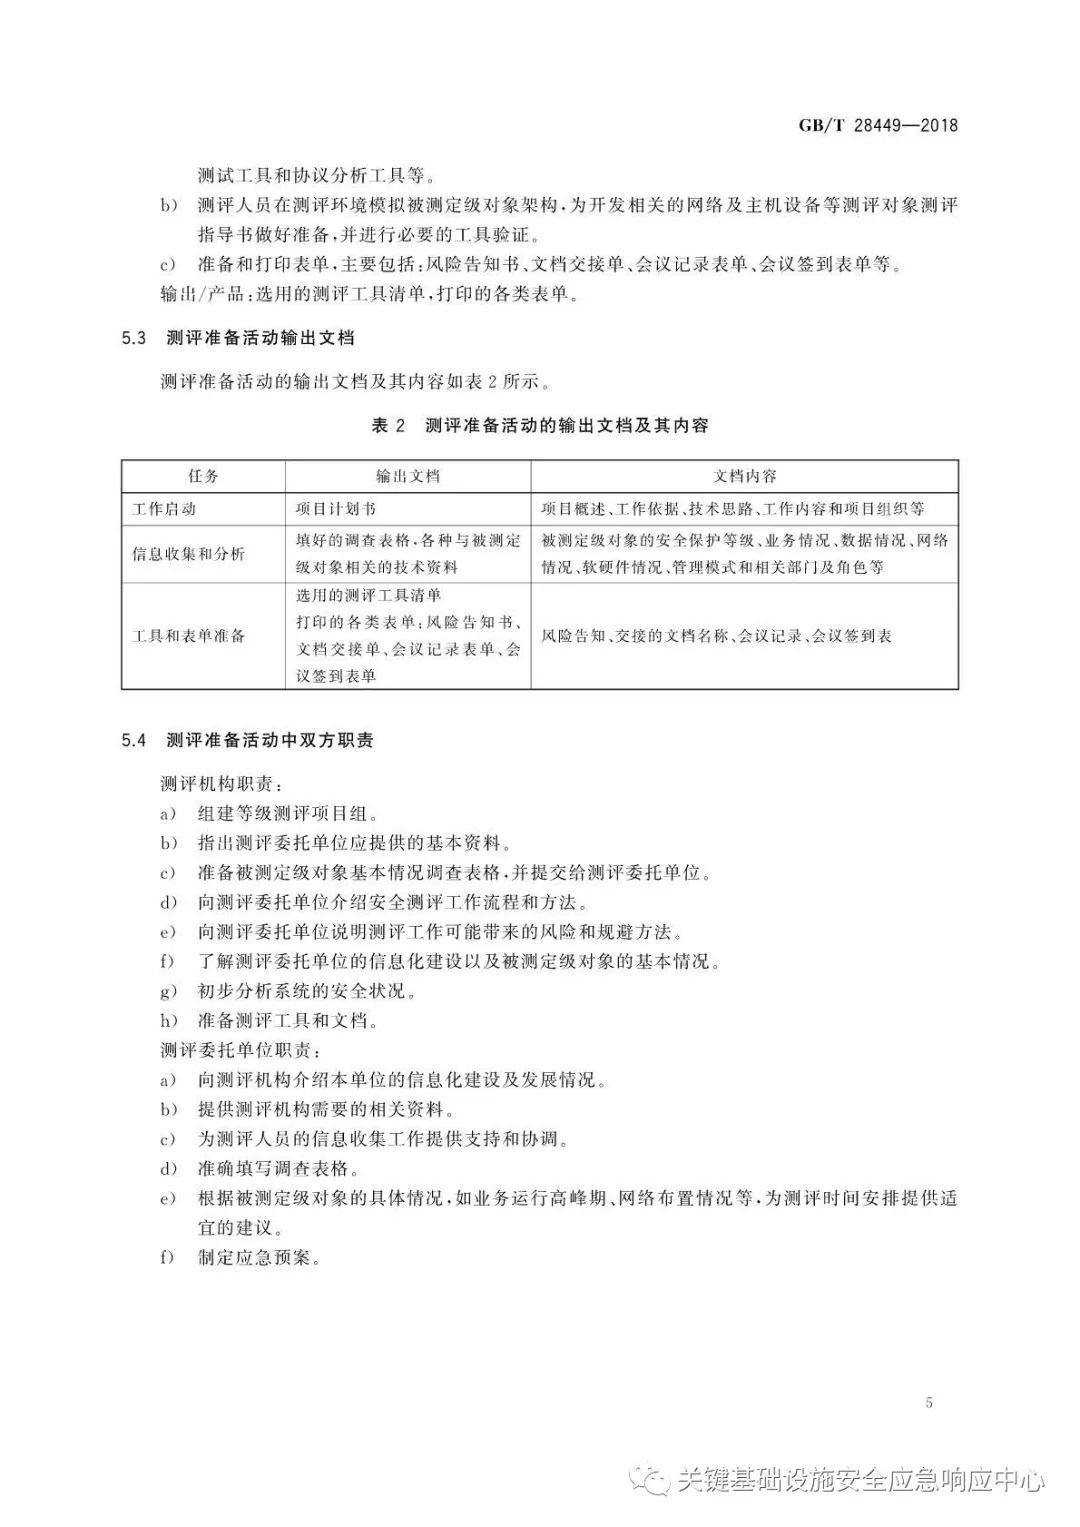 GB/T 28449—2018
测试工具和协议分析工具等。
b) 测评人员在测评环境模拟被测定级对象架构,为开发相关的网络及主机设备等测评对象测评
指导书做好准备,并进行必要的工具验证。
c) 准备和打印表单,主要包括:风险告知书、文档交接单、会议记录表单、会议签到表单等。
输出/产品:选用的测评工具清单,打印的各类表单。
5.3 测评准备活动输出文档
测评准备活动的输出文档及其内容如表 2 所示。
表 2 测评准备活动的输出文档及其内容
任务 输出文档 文档内容
工作启动 项目计划书 项目概述、工作依据、技术思路、工作内容和项目组织等
信息收集和分析
填好的调查表格,各种与被测定
级对象相关的技术资料
被测定级对象的安全保护等级、业务情况、数据情况、网络
情况、软硬件情况、管理模式和相关部门及角色等
工具和表单准备
选用的测评工具清单
打印的各类表单:风险告知书、
文档交接单、会议记录表单、会
议签到表单
风险告知、交接的文档名称、会议记录、会议签到表
5.4 测评准备活动中双方职责
测评机构职责:
a) 组建等级测评项目组。
b) 指出测评委托单位应提供的基本资料。
c) 准备被测定级对象基本情况调查表格,并提交给测评委托单位。
d) 向测评委托单位介绍安全测评工作流程和方法。
e) 向测评委托单位说明测评工作可能带来的风险和规避方法。
f) 了解测评委托单位的信息化建设以及被测定级对象的基本情况。
g) 初步分析系统的安全状况。
h) 准备测评工具和文档。
测评委托单位职责:
a) 向测评机构介绍本单位的信息化建设及发展情况。
b) 提供测评机构需要的相关资料。
c) 为测评人员的信息收集工作提供支持和协调。
d) 准确填写调查表格。
e) 根据被测定级对象的具体情况,如业务运行高峰期、网络布置情况等,为测评时间安排提供适
宜的建议。
f) 制定应急预案。
5
关键基础设施安全应急响应中心